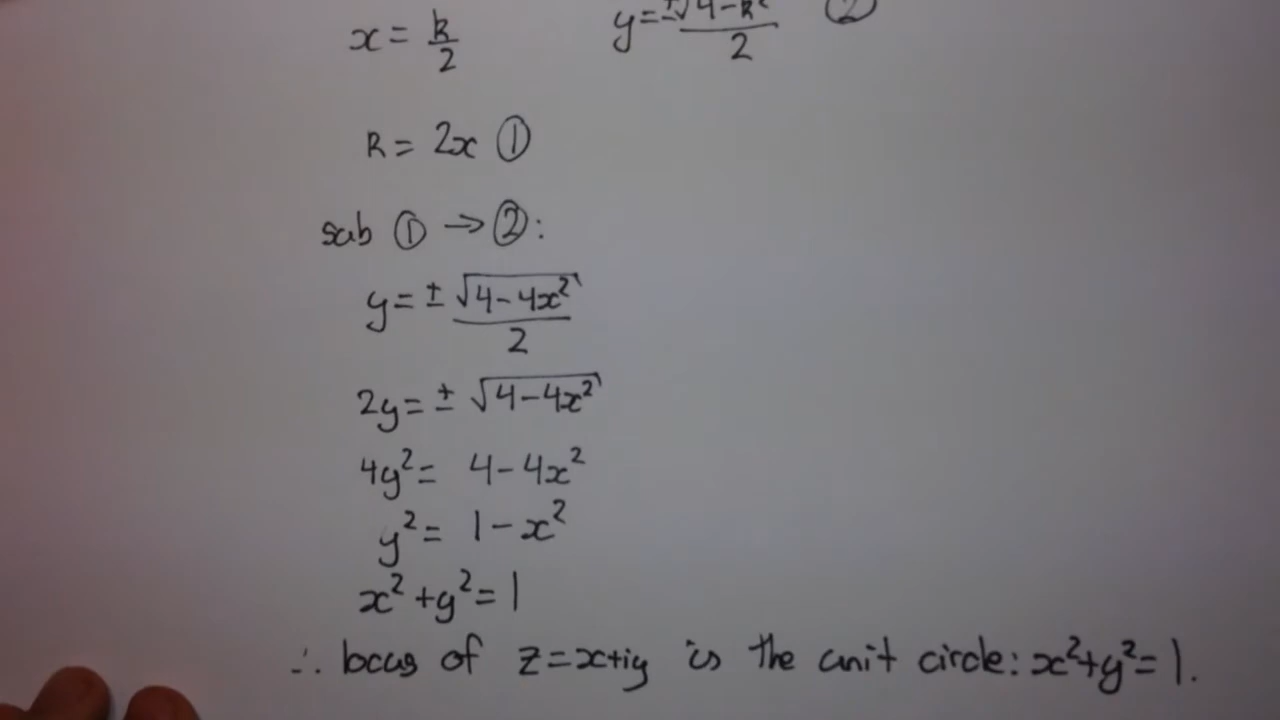 x = k/2 y = ±√(4-k²)/2 ②
k = 2x ①
sub ① → ②:
y = ± √(4-4x²)/2
2y = ± √(4-4x²)
4y² = 4-4x²
y² = 1-x²
x² + y² = 1
∴ locus of z = x+iy is the unit circle: x²+y² = 1.